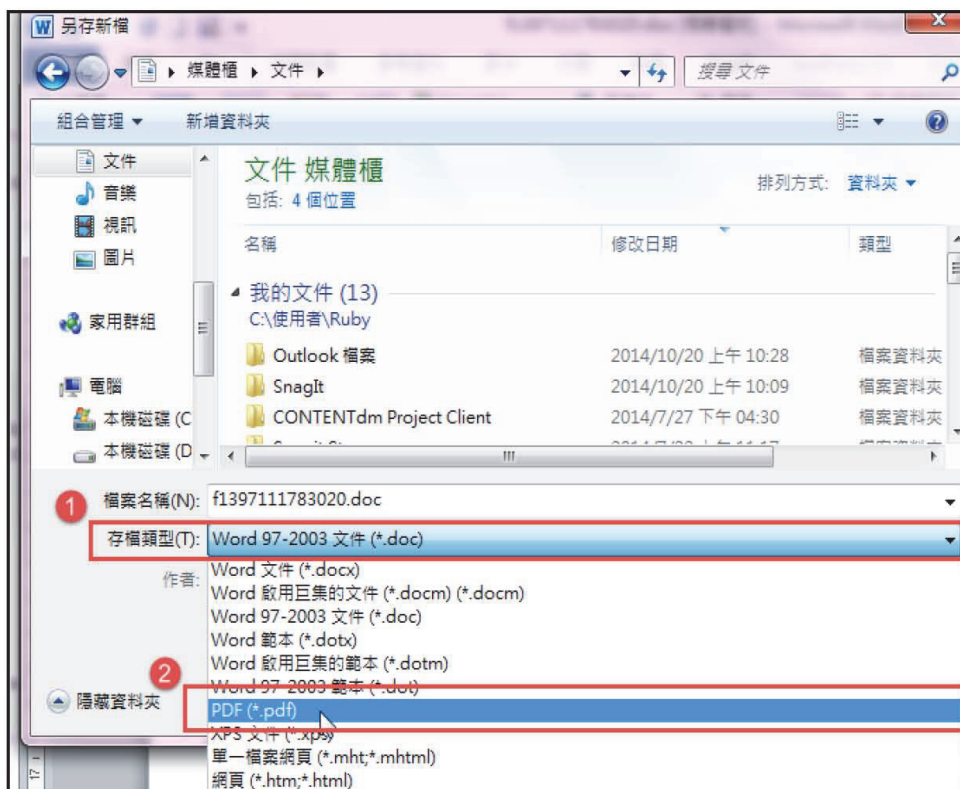 另存新檔
媒體櫃 文件
搜尋 文件
組合管理 新增資料夾
文件
音樂
視訊
圖片
家用群組
電腦
本機磁碟 (C
本機磁碟 (D
文件 媒體櫃
包括: 4 個位置
排列方式: 資料夾
名稱 修改日期 類型
我的文件 (13)
C:\使用者\Ruby
Outlook 檔案 2014/10/20 上午 10:28 檔案資料夾
SnagIt 2014/10/20 上午 10:09 檔案資料夾
CONTENTdm Project Client 2014/7/27 下午 04:30 檔案資料夾
1
檔案名稱(N): f1397111783020.doc
存檔類型(T): Word 97-2003 文件 (*.doc)
作者:
Word 文件 (*.docx)
Word 啟用巨集的文件 (*.docm) (*.docm)
Word 97-2003 文件 (*.doc)
Word 範本 (*.dotx)
Word 啟用巨集的範本 (*.dotm)
2
Word 97-2003 範本 (*.dot)
隱藏資料夾
PDF (*.pdf)
XPS 文件 (*.xps)
單一檔案網頁 (*.mht;*.mhtml)
網頁 (*.htm;*.html)
17